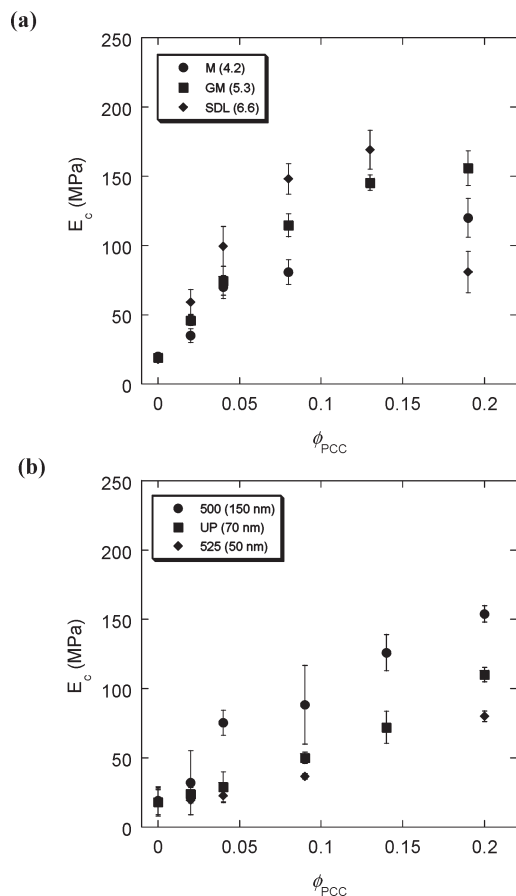 (a)
250
200
150
100
50
0
E_c (MPa)
M (4.2)
GM (5.3)
SDL (6.6)
0 0.05 0.1 0.15 0.2
ϕ_PCC
(b)
250
200
150
100
50
0
E_c (MPa)
500 (150 nm)
UP (70 nm)
525 (50 nm)
0 0.05 0.1 0.15 0.2
ϕ_PCC